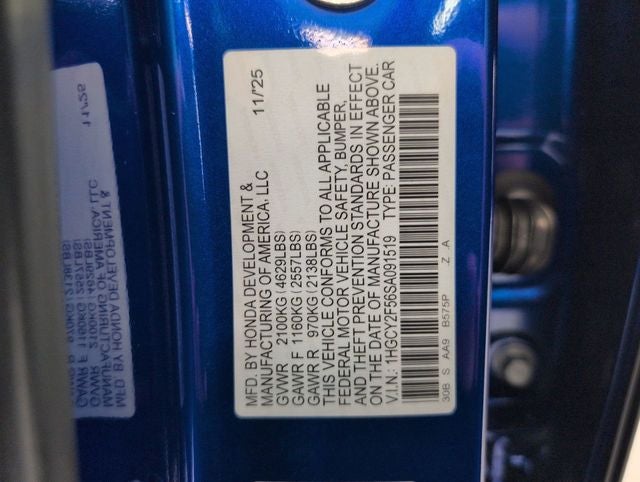 MFD. BY HONDA DEVELOPMENT &
MANUFACTURING OF AMERICA, LLC 11/'25
GVWR 2100KG(4629LBS)
GAWR F 1160KG(2557LBS)
GAWR R 970KG(2138LBS)
THIS VEHICLE CONFORMS TO ALL APPLICABLE
FEDERAL MOTOR VEHICLE SAFETY, BUMPER,
AND THEFT PREVENTION STANDARDS IN EFFECT
ON THE DATE OF MANUFACTURE SHOWN ABOVE.
V.I.N.: 1HGCY2F56SA091519 TYPE: PASSENGER CAR
30B S AA9 B575P Z A